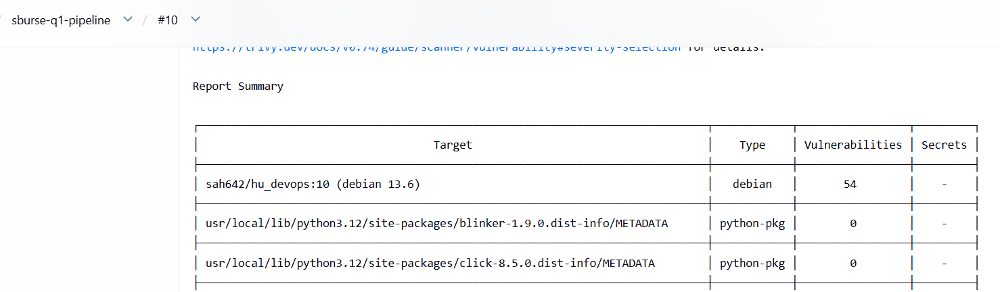 sburse-q1-pipeline / #10
https://trivy.dev/docs/v0.74/guide/scanner/vulnerability#severity-selection for details.
Report Summary
Target Type Vulnerabilities Secrets
sah642/hu_devops:10 (debian 13.6) debian 54 -
usr/local/lib/python3.12/site-packages/blinker-1.9.0.dist-info/METADATA python-pkg 0 -
usr/local/lib/python3.12/site-packages/click-8.5.0.dist-info/METADATA python-pkg 0 -